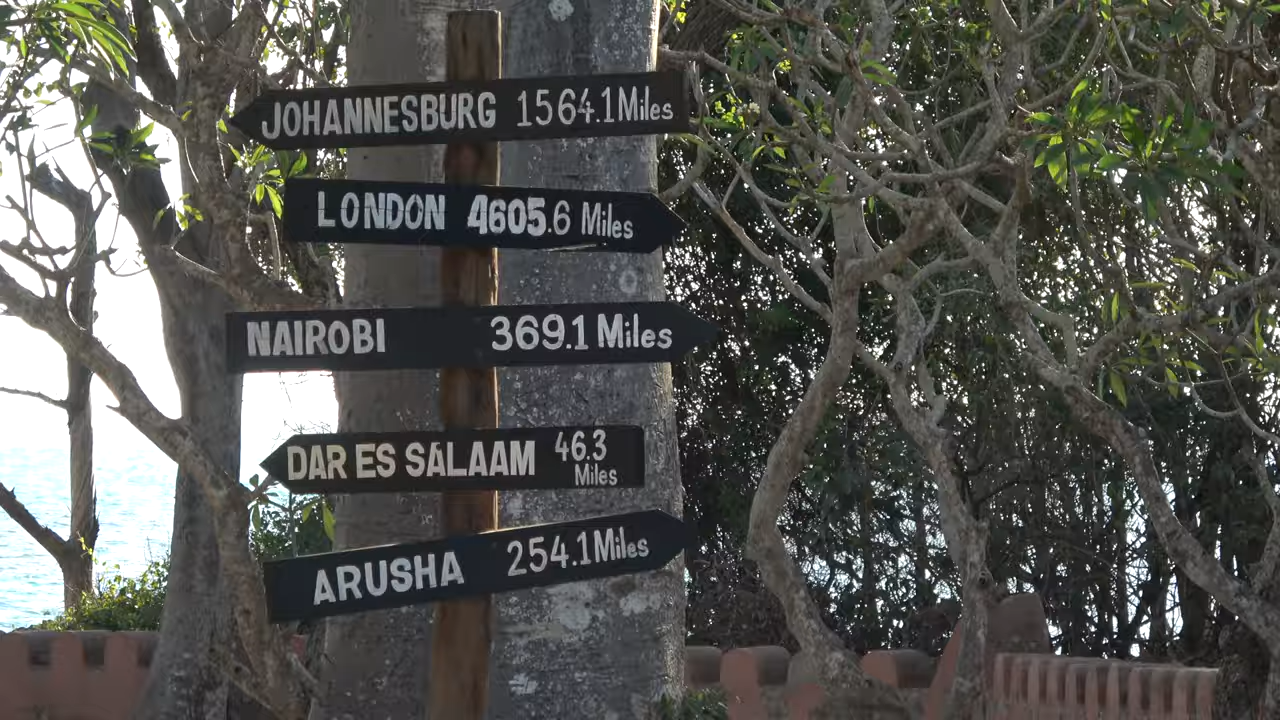 JOHANNESBURG 1564.1 Miles
LONDON 4605.6 Miles
NAIROBI 369.1 Miles
DAR ES SALAAM 46.3
Miles
ARUSHA 254.1 Miles